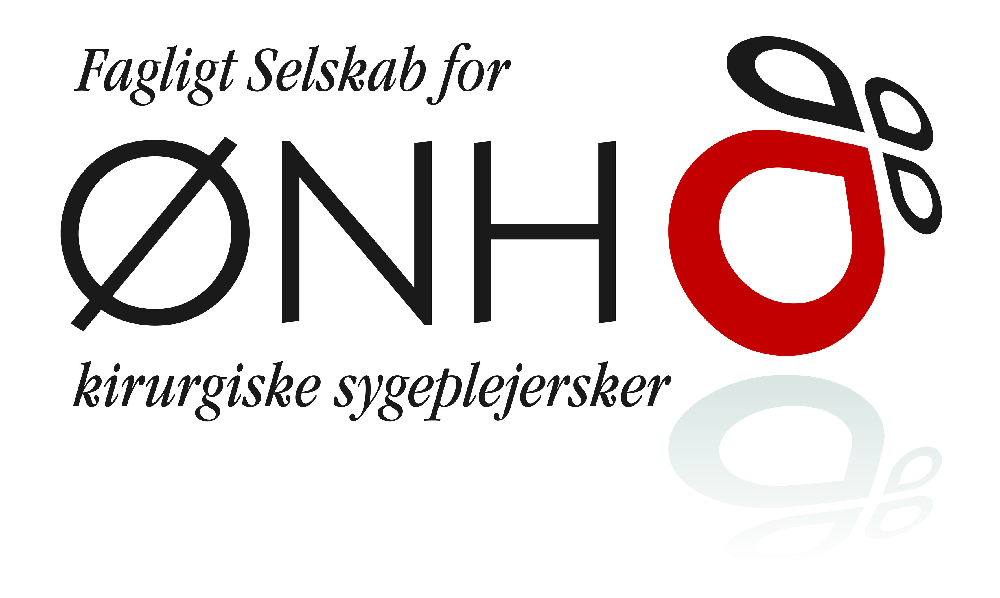 Fagligt Selskab for
ØNH
kirurgiske sygeplejersker